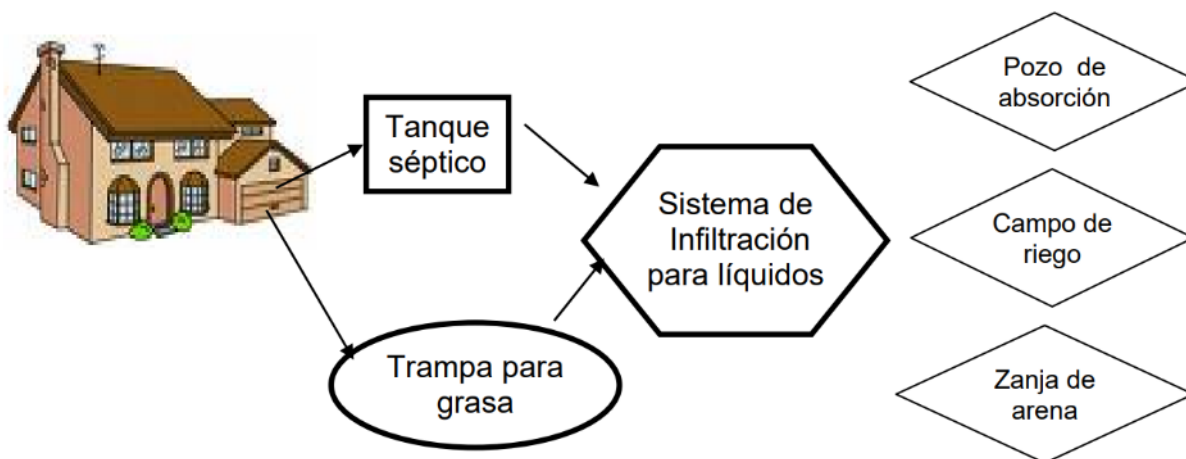 Tanque
séptico
Trampa para
grasa
Sistema de
Infiltración
para líquidos
Pozo de
absorción
Campo de
riego
Zanja de
arena